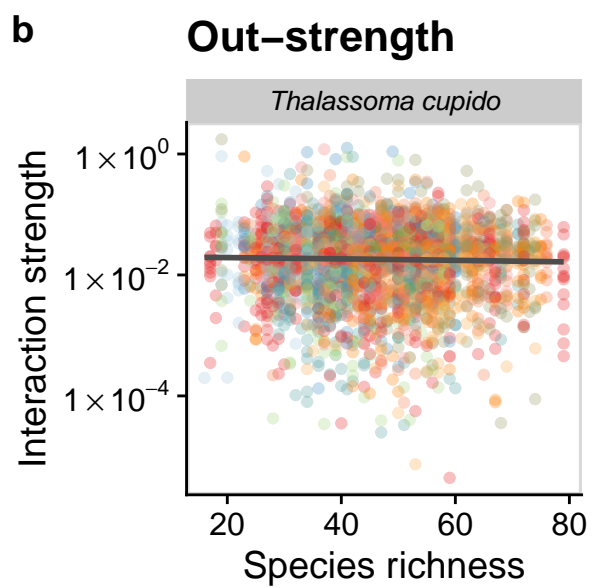 b
Out−strength
Thalassoma cupido
Interaction strength
1×10⁰
1×10⁻²
1×10⁻⁴
20 40 60 80
Species richness